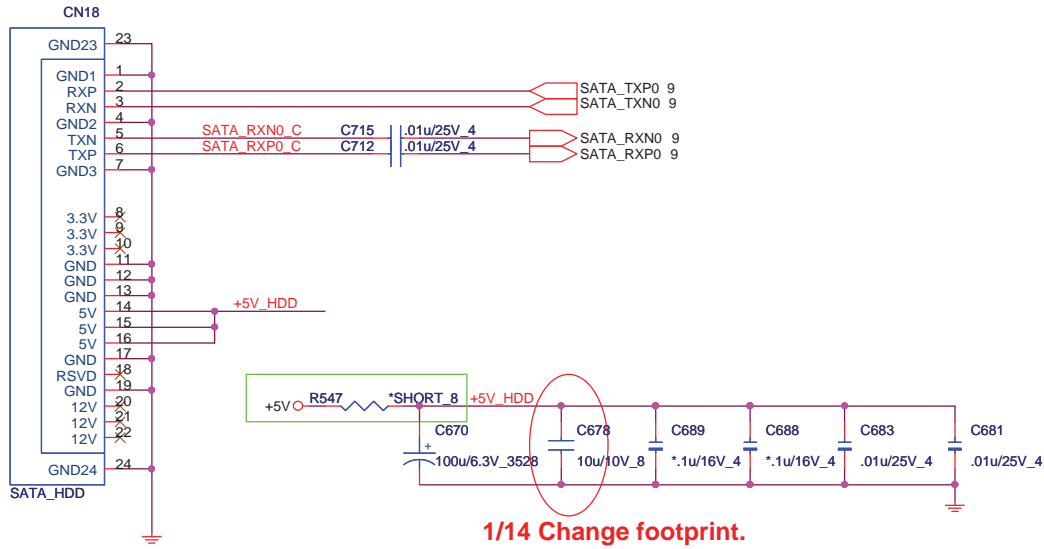 CN18
GND23 23
GND1 1
RXP 2 SATA_TXP0 9
RXN 3 SATA_TXN0 9
GND2 4
TXN 5 SATA_RXN0_C C715 .01u/25V_4 SATA_RXN0 9
TXP 6 SATA_RXP0_C C712 .01u/25V_4 SATA_RXP0 9
GND3 7
3.3V 8
3.3V 9
3.3V 10
GND 11
GND 12
GND 13
5V 14 +5V_HDD
5V 15
5V 16
GND 17
RSVD 18
GND 19
12V 20
12V 21
12V 22
GND24 24
SATA_HDD
+5V R547 *SHORT_8 +5V_HDD
C670 C678 C689 C688 C683 C681
+
100u/6.3V_3528 10u/10V_8 *.1u/16V_4 *.1u/16V_4 .01u/25V_4 .01u/25V_4
1/14 Change footprint.